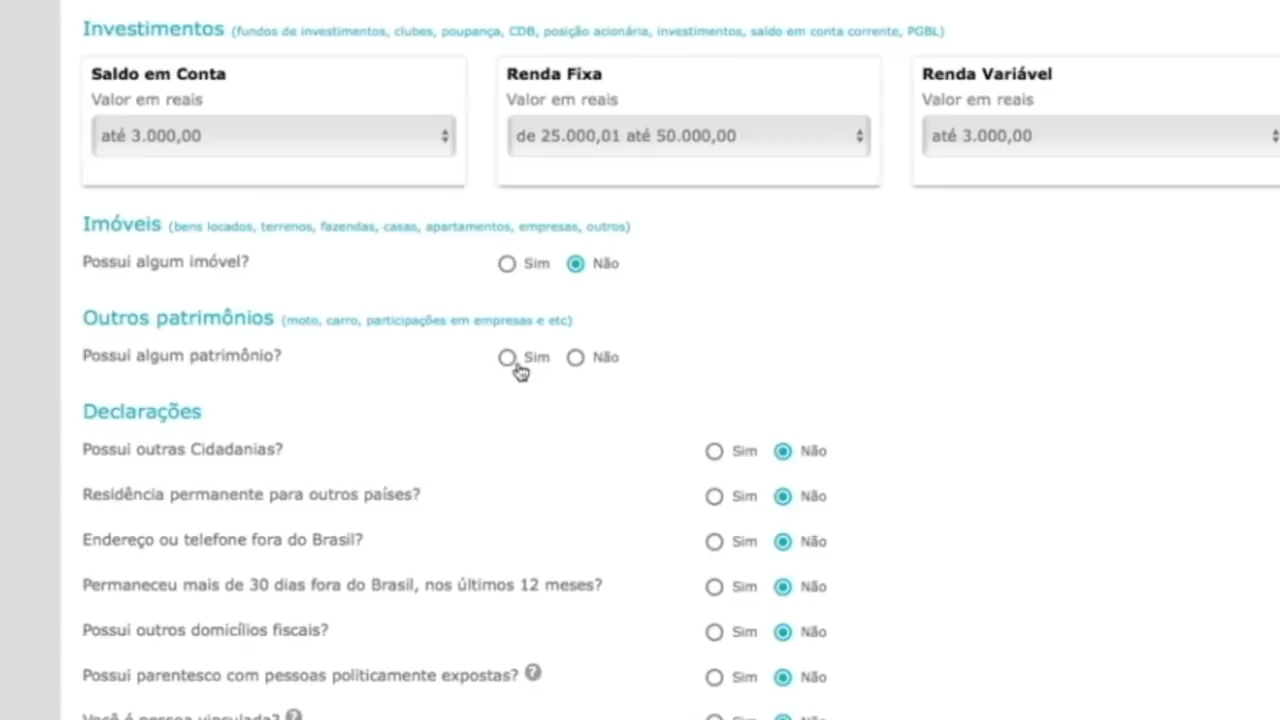 Investimentos (fundos de investimentos, clubes, poupança, CDB, posição acionária, investimentos, saldo em conta corrente, PGBL)
Saldo em Conta
Valor em reais
até 3.000,00
Renda Fixa
Valor em reais
de 25.000,01 até 50.000,00
Renda Variável
Valor em reais
até 3.000,00
Imóveis (bens locados, terrenos, fazendas, casas, apartamentos, empresas, outros)
Possui algum imóvel? Sim Não
Outros patrimônios (moto, carro, participações em empresas e etc)
Possui algum patrimônio? Sim Não
Declarações
Possui outras Cidadanias? Sim Não
Residência permanente para outros países? Sim Não
Endereço ou telefone fora do Brasil? Sim Não
Permaneceu mais de 30 dias fora do Brasil, nos últimos 12 meses? Sim Não
Possui outros domicílios fiscais? Sim Não
Possui parentesco com pessoas politicamente expostas? ? Sim Não
Você é pessoa vinculada? ? Sim Não